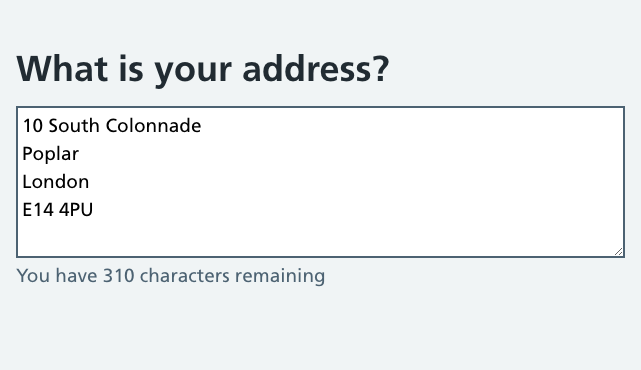 What is your address?
10 South Colonnade
Poplar
London
E14 4PU
You have 310 characters remaining